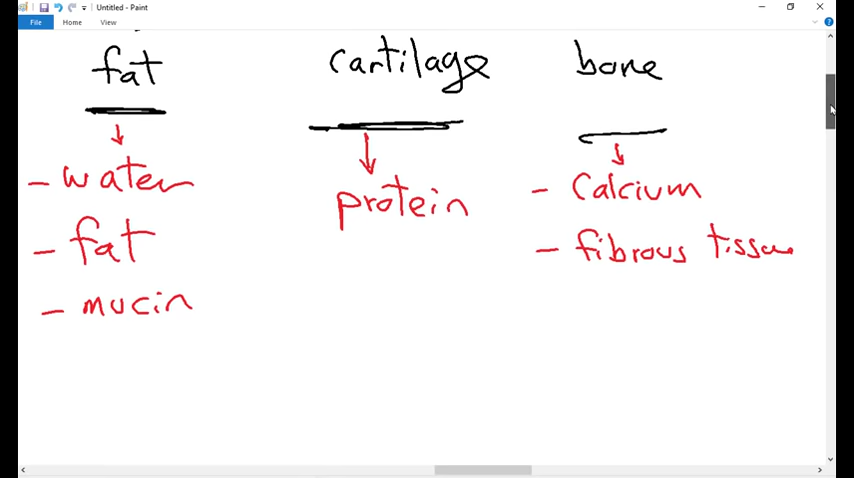 Untitled - Paint
File Home View
fat cartilage bone
- water
- fat
- mucin
protein
- Calcium
- fibrous tissue